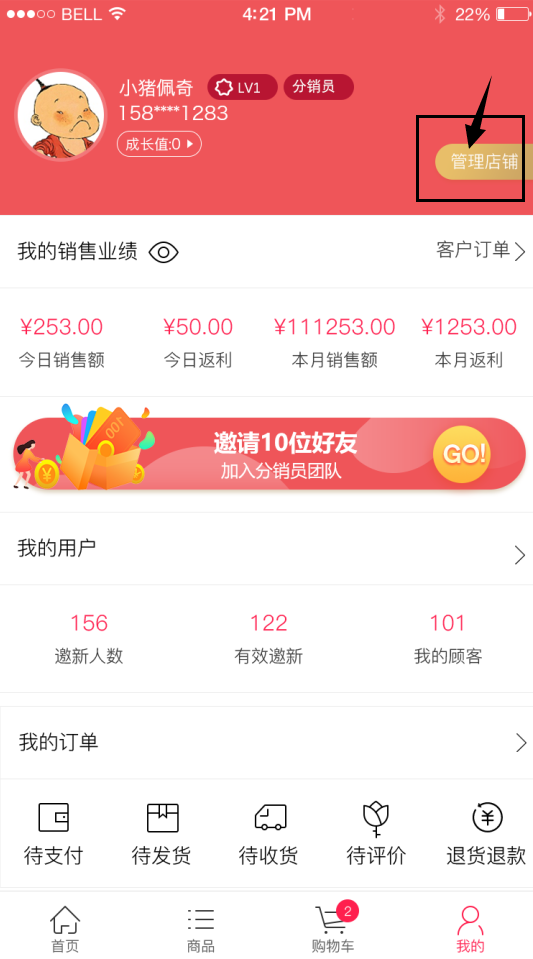 BELL 4:21 PM 22%
小猪佩奇 LV1 分销员
158****1283
成长值:0
管理店铺
我的销售业绩 客户订单
¥253.00 ¥50.00 ¥111253.00 ¥1253.00
今日销售额 今日返利 本月销售额 本月返利
100
¥
邀请10位好友
加入分销员团队
GO!
我的用户
156 122 101
邀新人数 有效邀新 我的顾客
我的订单
¥
待支付 待发货 待收货 待评价 退货退款
2
首页 商品 购物车 我的